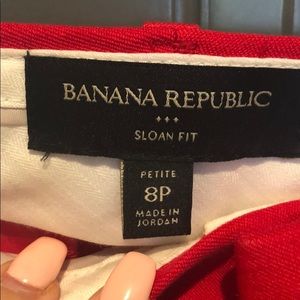 BANANA REPUBLIC
SLOAN FIT
PETITE
8P
MADE IN
JORDAN